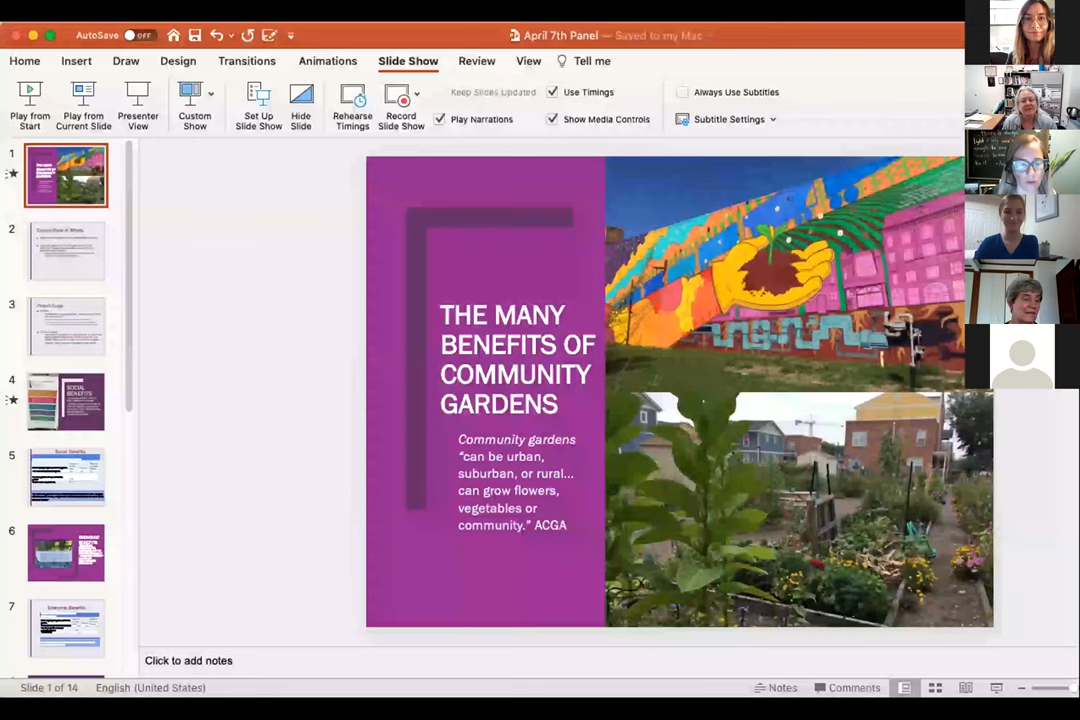 AutoSave OFF
April 7th Panel — Saved to my Mac
Home Insert Draw Design Transitions Animations Slide Show Review View Tell me
Play from Start
Play from Current Slide
Presenter View
Custom Show
Set Up Slide Show
Hide Slide
Rehearse Timings
Record Slide Show
Keep Slides Updated
Use Timings
Play Narrations
Show Media Controls
Always Use Subtitles
Subtitle Settings
1
2
3
4
SOCIAL
BENEFITS
5
Social Benefits
6
7
THE MANY
BENEFITS OF
COMMUNITY
GARDENS
Community gardens
“can be urban,
suburban, or rural...
can grow flowers,
vegetables or
community.” ACGA
Click to add notes
Slide 1 of 14 English (United States)
Notes Comments